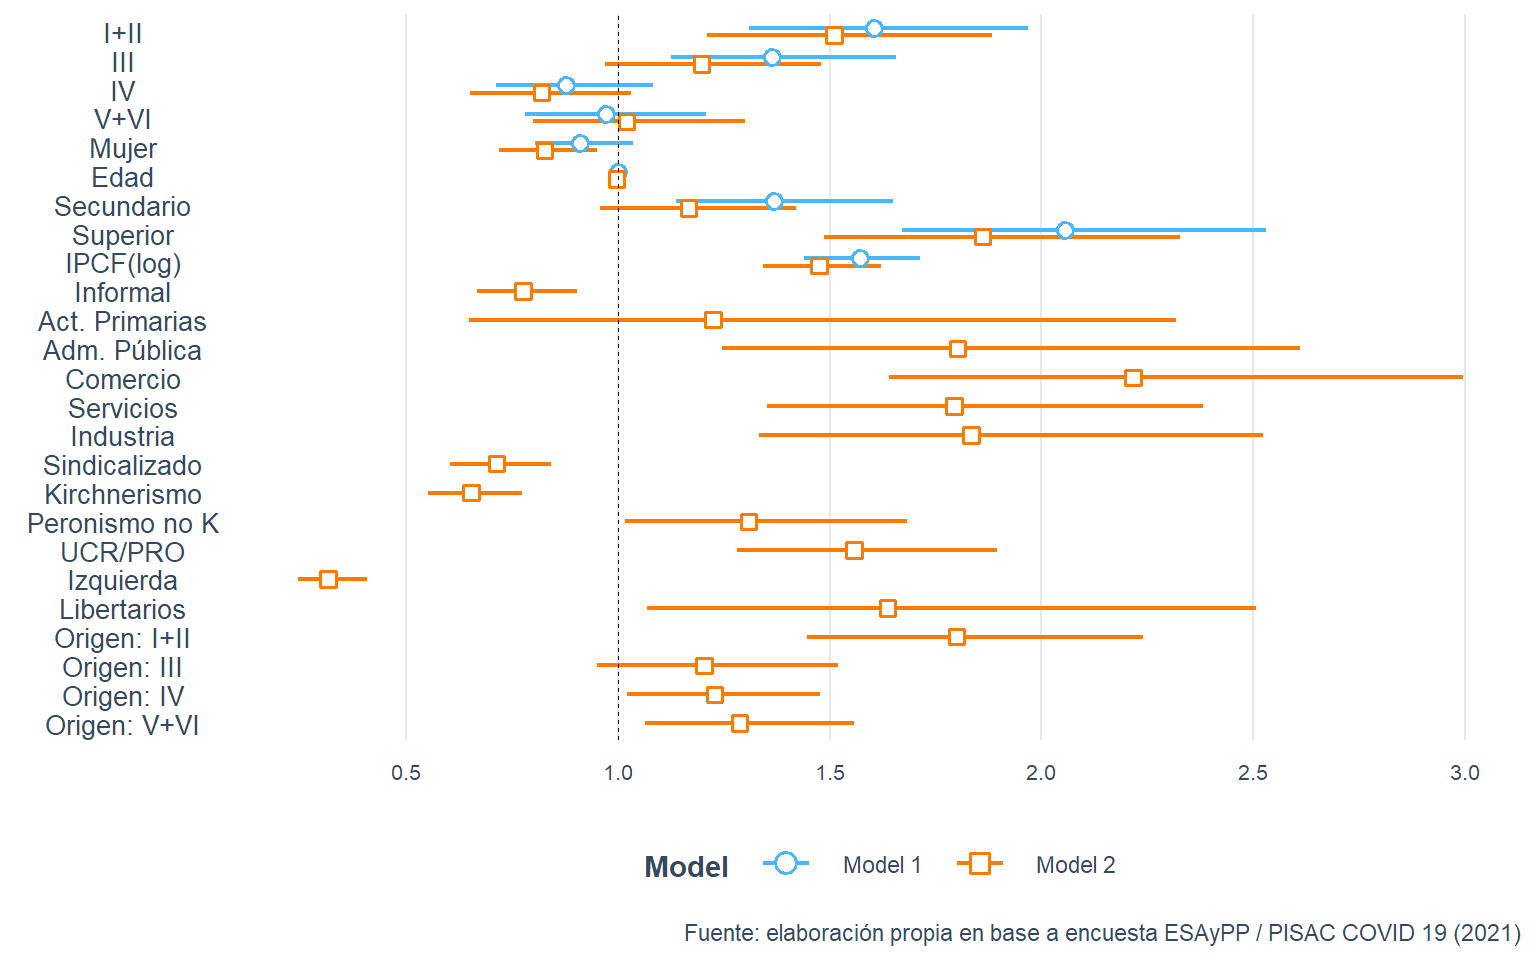 I+II
III
IV
V+VI
Mujer
Edad
Secundario
Superior
IPCF(log)
Informal
Act. Primarias
Adm. Pública
Comercio
Servicios
Industria
Sindicalizado
Kirchnerismo
Peronismo no K
UCR/PRO
Izquierda
Libertarios
Origen: I+II
Origen: III
Origen: IV
Origen: V+VI
0.5 1.0 1.5 2.0 2.5 3.0
Model Model 1 Model 2
Fuente: elaboración propia en base a encuesta ESAyPP / PISAC COVID 19 (2021)